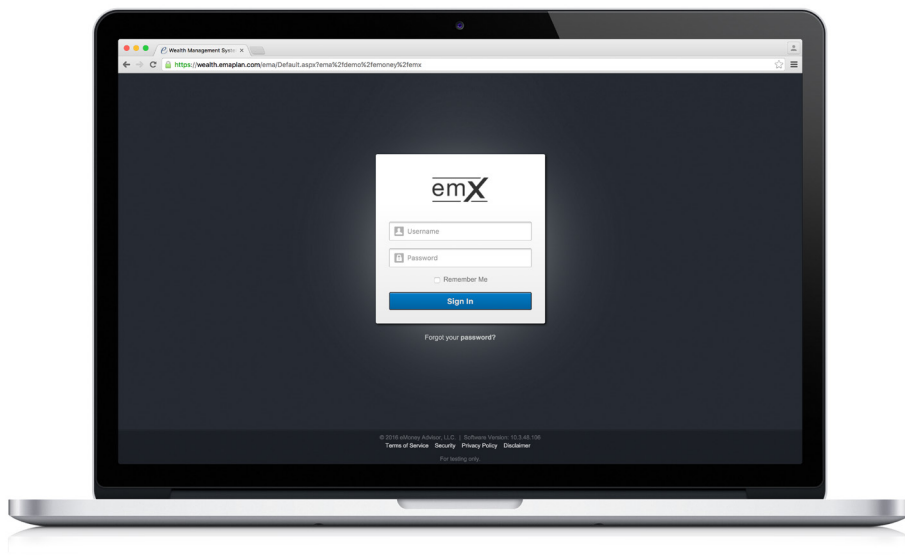 Wealth Management Syste
https://wealth.emaplan.com/ema/Default.aspx?ema%2fdemo%2femoney%2femx
emX
Username
Password
Remember Me
Sign In
Forgot your password?
© 2016 eMoney Advisor, LLC. | Software Version: 10.3.48.108
Terms of Service Security Privacy Policy Disclaimer
For testing only.